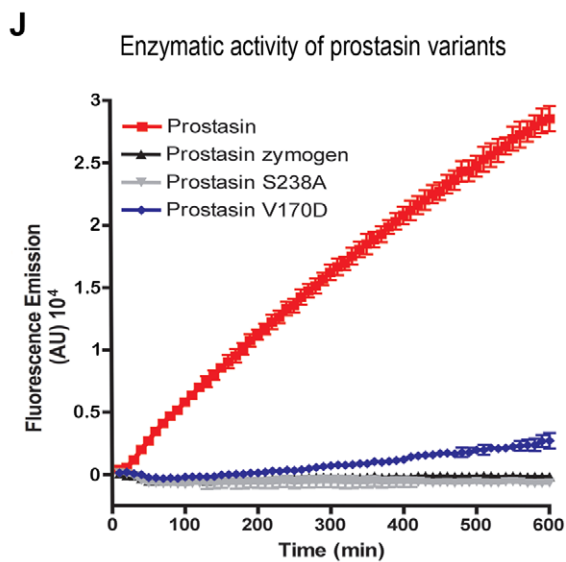 J
Enzymatic activity of prostasin variants
3
2.5
2
1.5
1
0.5
0
Fluorescence Emission
(AU) 10⁴
Prostasin
Prostasin zymogen
Prostasin S238A
Prostasin V170D
0 100 200 300 400 500 600
Time (min)